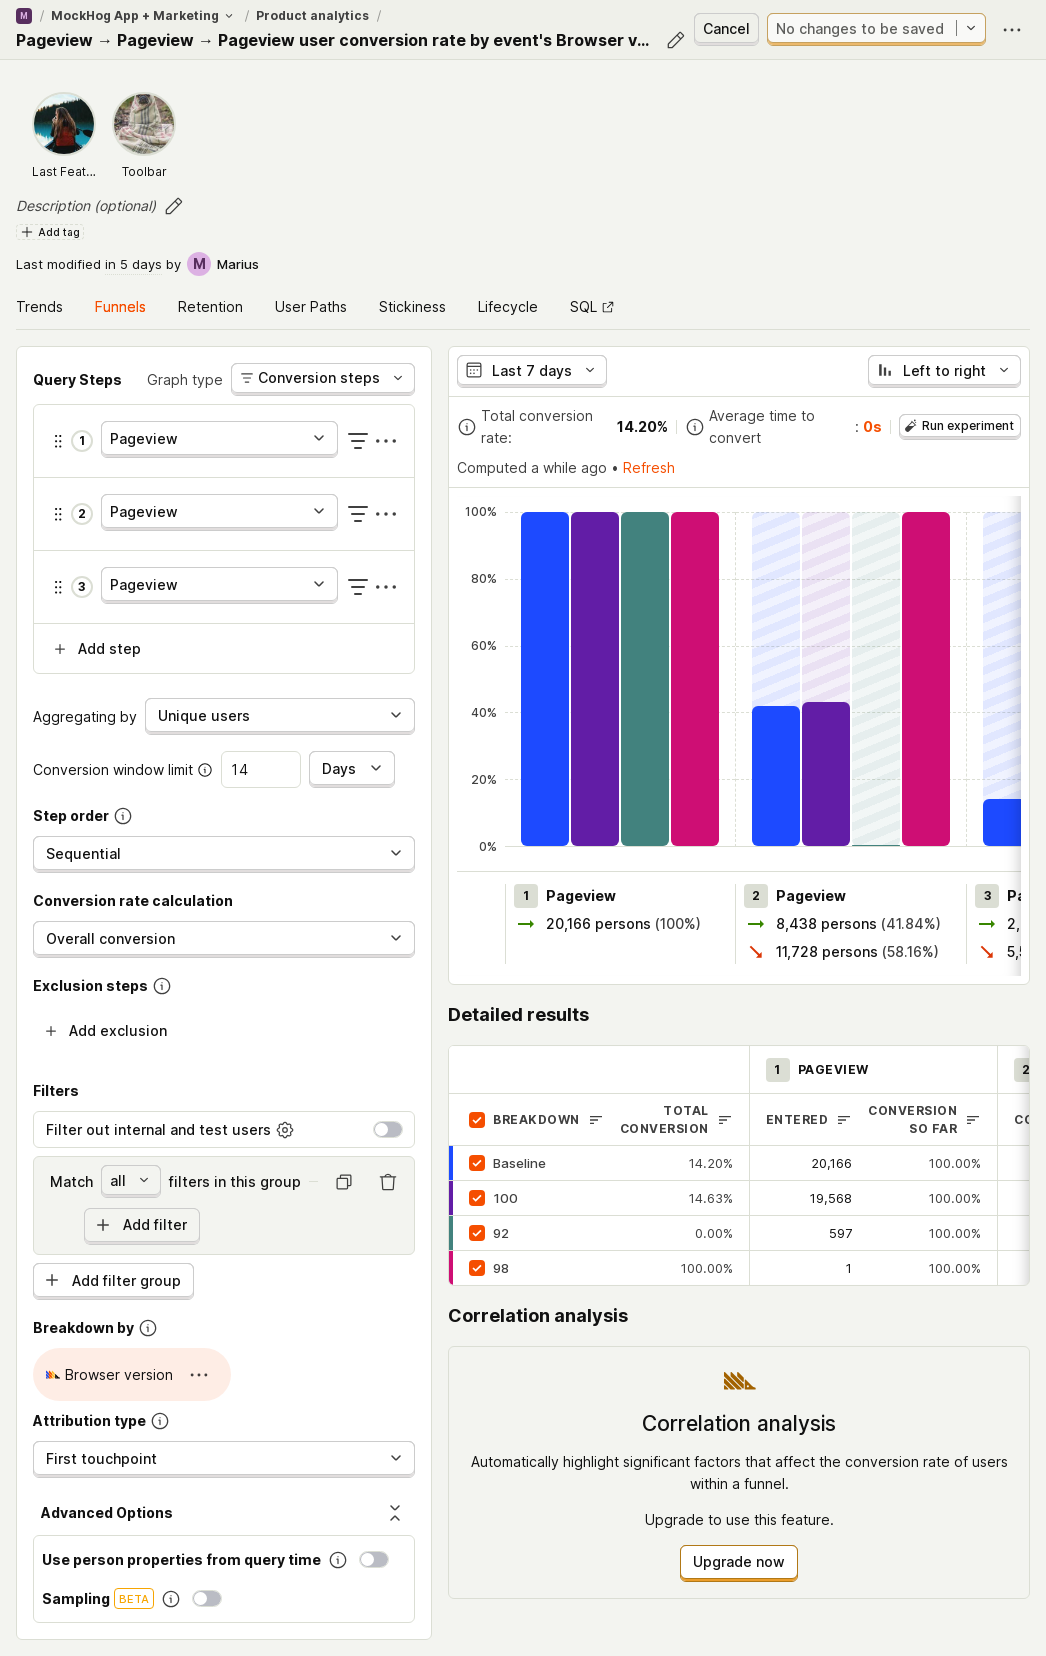 M / MockHog App + Marketing / Product analytics /
Pageview → Pageview → Pageview user conversion rate by event's Browser v...
Cancel
No changes to be saved
Last Feat...
Toolbar
Description (optional)
Add tag
Last modified in 5 days by M Marius
Trends Funnels Retention User Paths Stickiness Lifecycle SQL
Query Steps
Graph type Conversion steps
1 Pageview
2 Pageview
3 Pageview
Add step
Aggregating by Unique users
Conversion window limit 14 Days
Step order
Sequential
Conversion rate calculation
Overall conversion
Exclusion steps
Add exclusion
Filters
Filter out internal and test users
Match all filters in this group
Add filter
Add filter group
Breakdown by
Browser version
Attribution type
First touchpoint
Advanced Options
Use person properties from query time
Sampling BETA
Last 7 days
Left to right
Total conversion
rate:
14.20%
Average time to
convert
: 0s
Run experiment
Computed a while ago • Refresh
100%
80%
60%
40%
20%
0%
1 Pageview
20,166 persons (100%)
2 Pageview
8,438 persons (41.84%)
11,728 persons (58.16%)
3
Detailed results
1 PAGEVIEW 2
BREAKDOWN
TOTAL
CONVERSION
ENTERED
CONVERSION
SO FAR
Baseline 14.20% 20,166 100.00%
100 14.63% 19,568 100.00%
92 0.00% 597 100.00%
98 100.00% 1 100.00%
Correlation analysis
Correlation analysis
Automatically highlight significant factors that affect the conversion rate of users
within a funnel.
Upgrade to use this feature.
Upgrade now